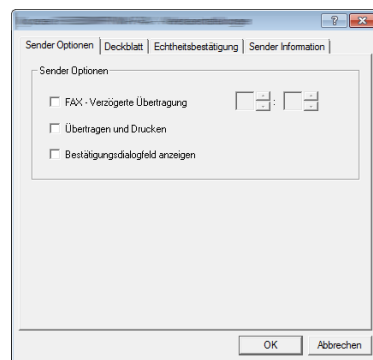 Sender Optionen Deckblatt Echtheitsbestätigung Sender Information
Sender Optionen
FAX - Verzögerte Übertragung :
Übertragen und Drucken
Bestätigungsdialogfeld anzeigen
OK Abbrechen